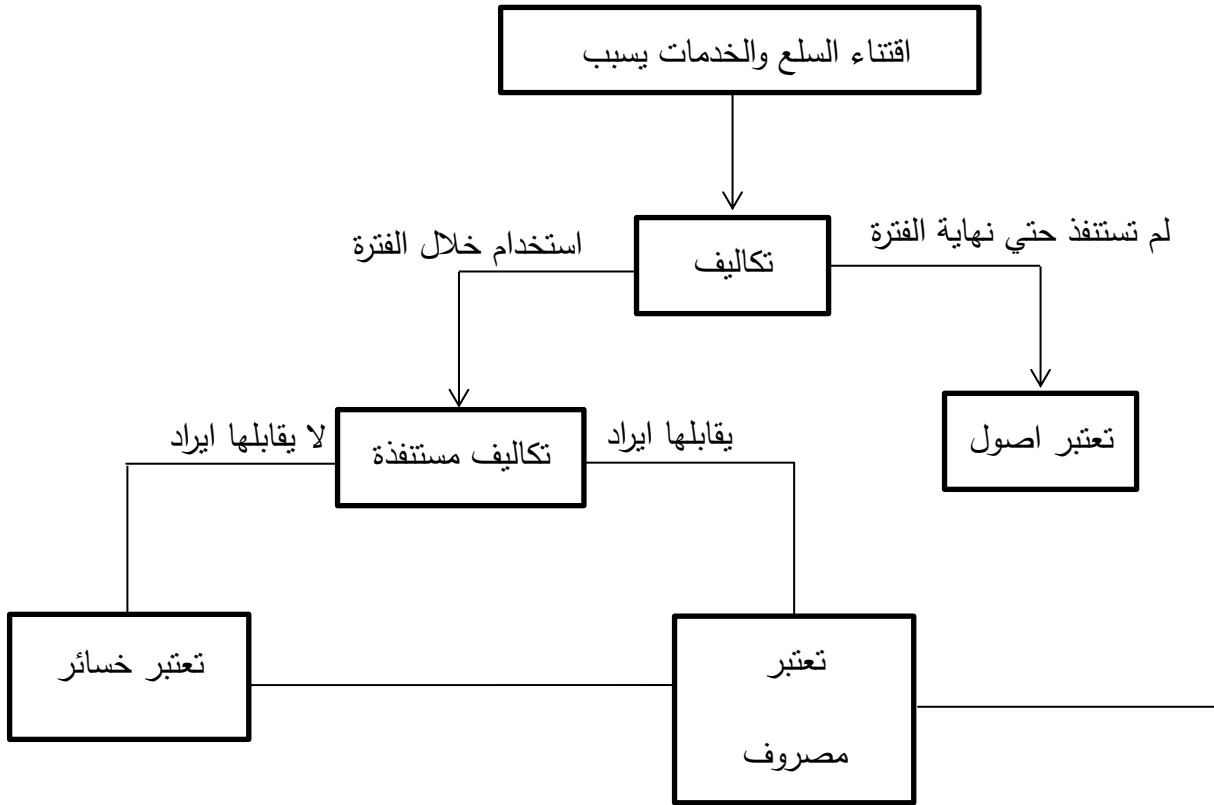 اقتناء السلع والخدمات يسبب
لم تستنفذ حتي نهاية الفترة
استخدام خلال الفترة
تكاليف
تعتبر اصول
يقابلها ايراد
لا يقابلها ايراد
تكاليف مستنفذة
تعتبر
مصروف
تعتبر خسائر